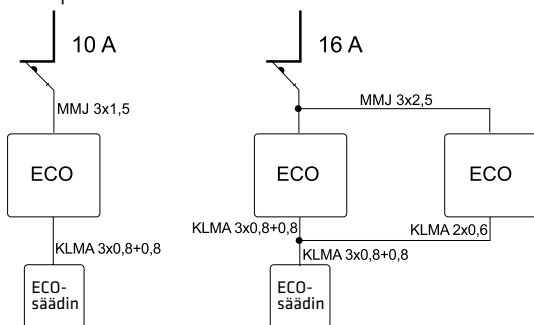 10 A
MMJ 3x1,5
ECO
KLMA 3x0,8+0,8
ECO-
säädin
16 A
MMJ 3x2,5
ECO
ECO
KLMA 3x0,8+0,8
KLMA 2x0,6
KLMA 3x0,8+0,8
ECO-
säädin